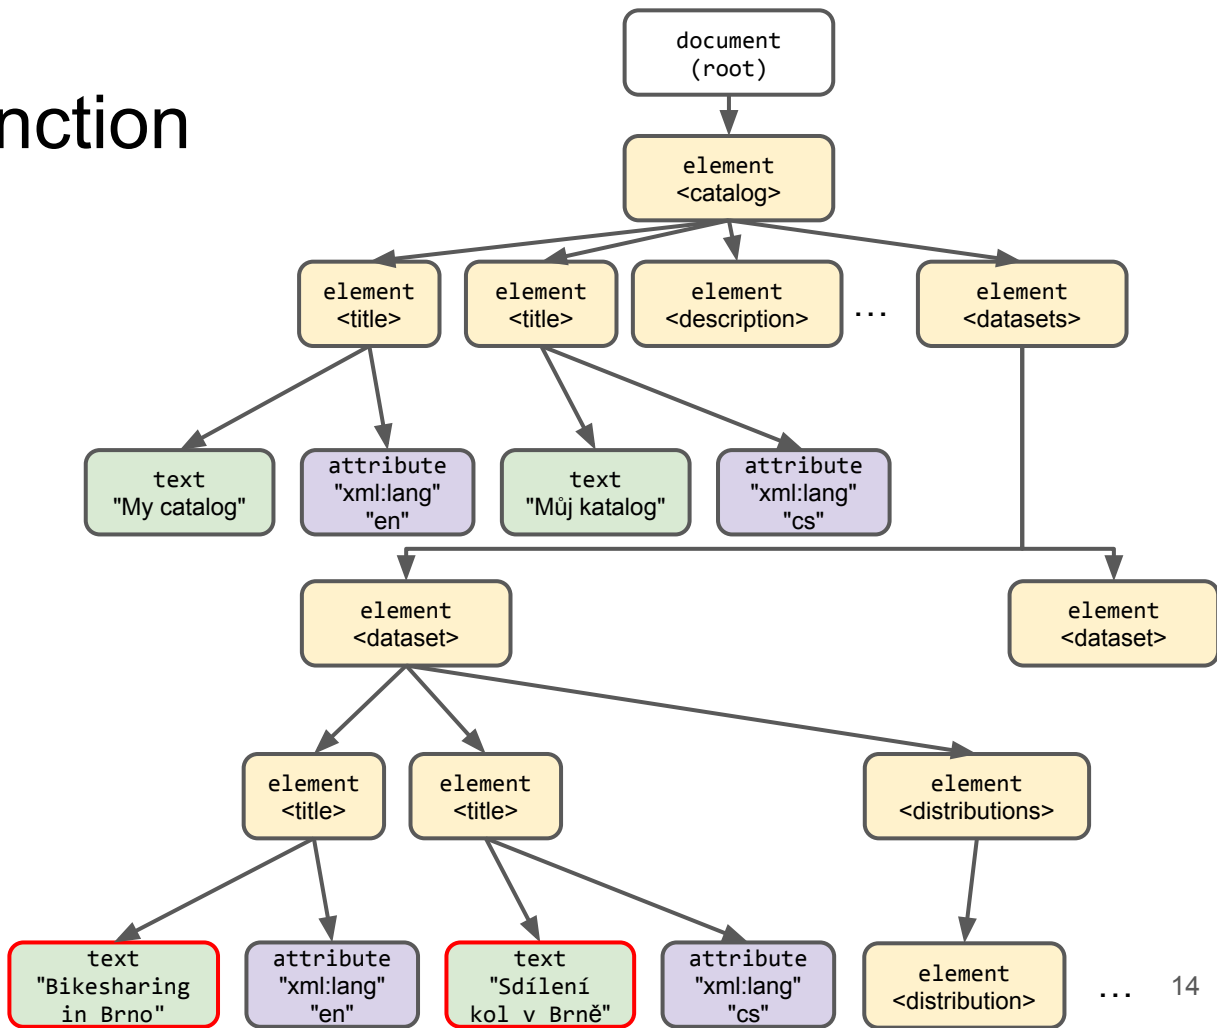 nction
document
(root)
element
<catalog>
element
<title>
element
<title>
element
<description>
...
element
<datasets>
text
"My catalog"
attribute
"xml:lang"
"en"
text
"Můj katalog"
attribute
"xml:lang"
"cs"
element
<dataset>
element
<dataset>
element
<title>
element
<title>
element
<distributions>
text
"Bikesharing
in Brno"
attribute
"xml:lang"
"en"
text
"Sdílení
kol v Brně"
attribute
"xml:lang"
"cs"
element
<distribution>
...
14